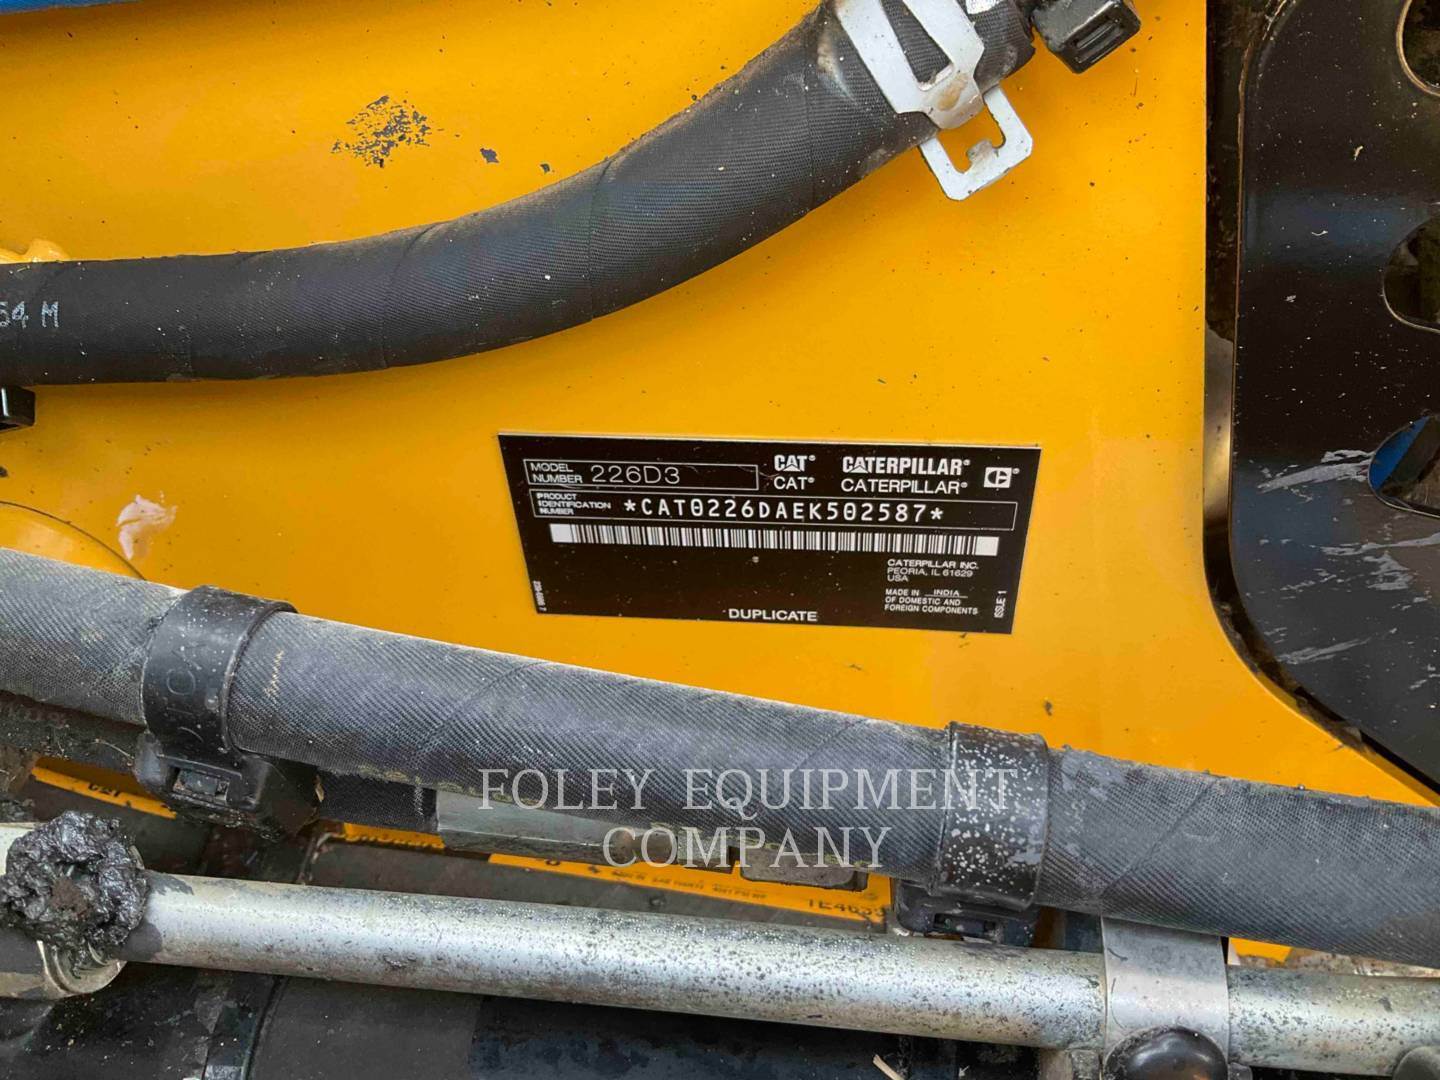 54 M
MODEL NUMBER 226D3
CAT® CATERPILLAR®
CAT® CATERPILLAR®
PRODUCT IDENTIFICATION NUMBER *CAT0226DAEK502587*
CATERPILLAR INC.
PEORIA, IL 61629
USA
MADE IN INDIA
OF DOMESTIC AND
FOREIGN COMPONENTS
ISSUE 1
DUPLICATE
FOLEY EQUIPMENT
COMPANY
1E4653